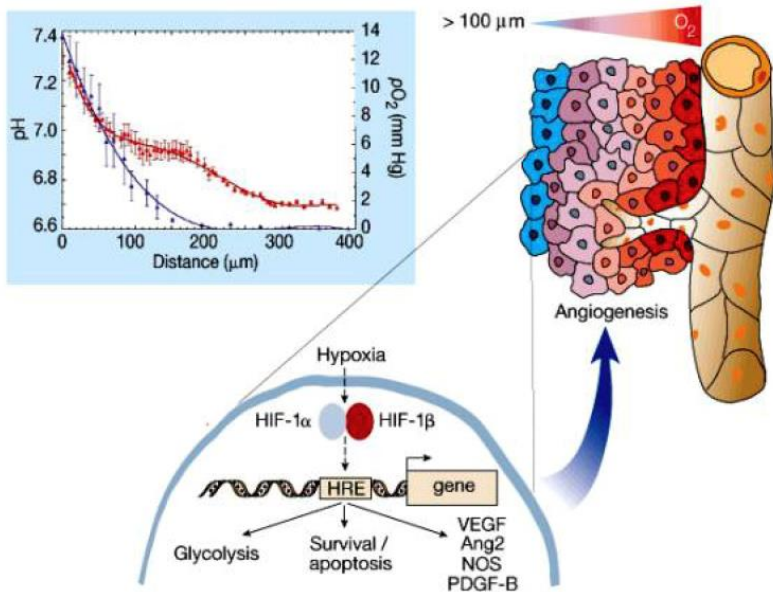 7.4
7.2
7.0
6.8
6.6
pH
14
12
10
8
6
4
2
0
pO₂ (mm Hg)
0
100
200
300
400
Distance (μm)
> 100 μm
O₂
Angiogenesis
Hypoxia
HIF-1α
HIF-1β
HRE
gene
Glycolysis
Survival /
apoptosis
VEGF
Ang2
NOS
PDGF-B